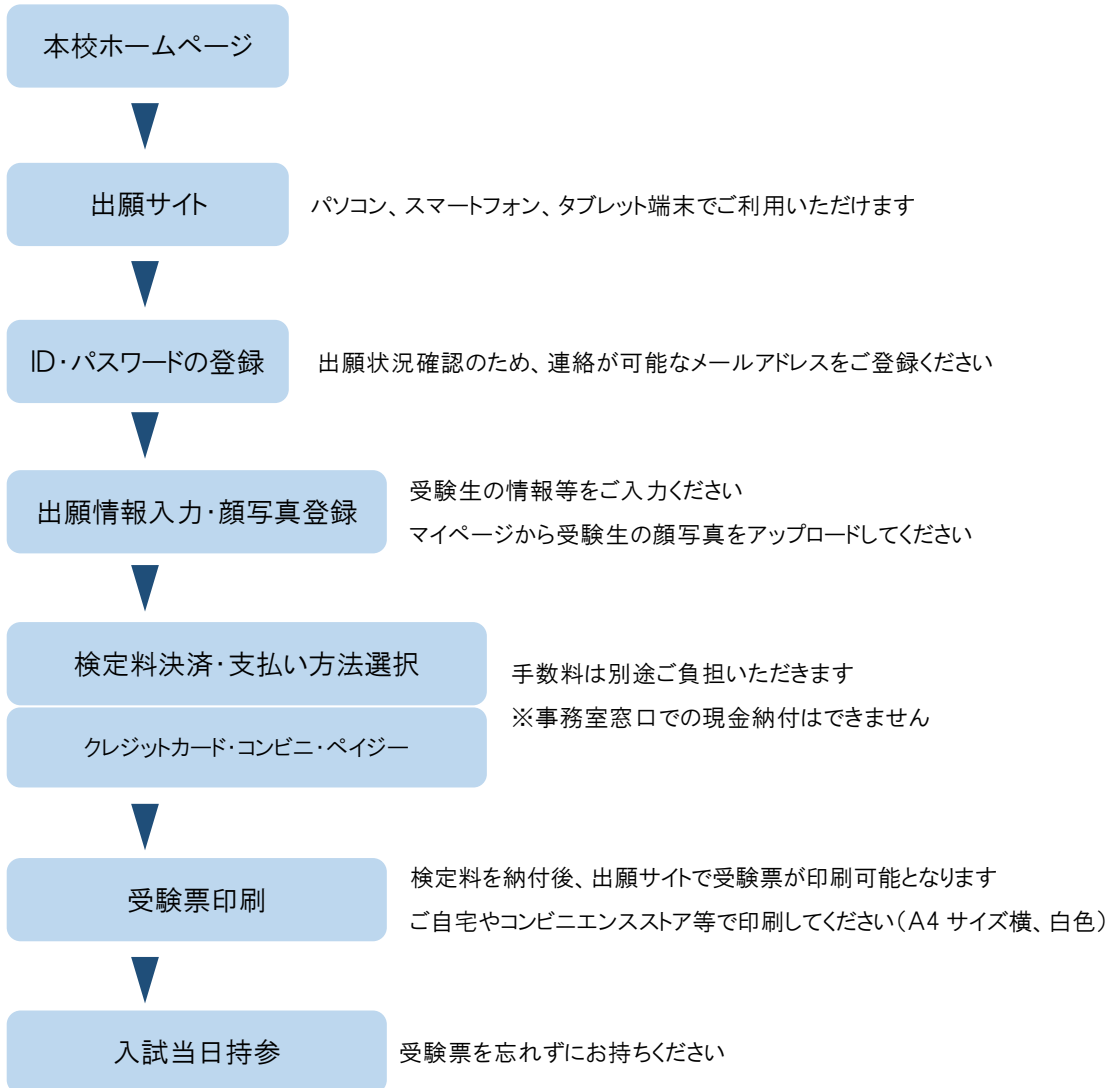 本校ホームページ
出願サイト
パソコン、スマートフォン、タブレット端末でご利用いただけます
ID・パスワードの登録
出願状況確認のため、連絡が可能なメールアドレスをご登録ください
出願情報入力・顔写真登録
受験生の情報等をご入力ください
マイページから受験生の顔写真をアップロードしてください
検定料決済・支払い方法選択
クレジットカード・コンビニ・ペイジー
手数料は別途ご負担いただきます
※事務室窓口での現金納付はできません
受験票印刷
検定料を納付後、出願サイトで受験票が印刷可能となります
ご自宅やコンビニエンスストア等で印刷してください（A4 サイズ横、白色）
入試当日持参
受験票を忘れずにお持ちください